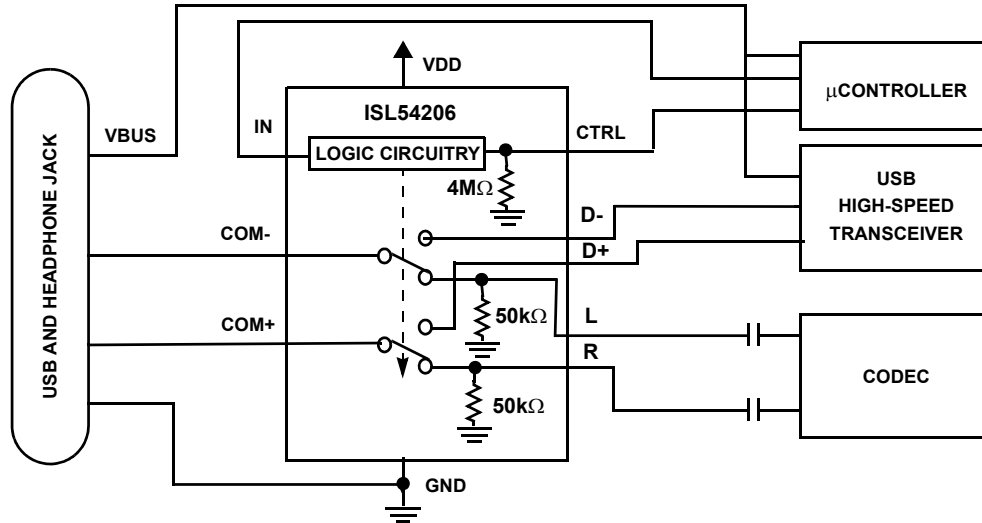 VDD
μCONTROLLER
ISL54206
IN
CTRL
VBUS
LOGIC CIRCUITRY
4MΩ
USB
HIGH-SPEED
TRANSCEIVER
D-
COM-
D+
USB AND HEADPHONE JACK
50kΩ
L
COM+
R
CODEC
50kΩ
GND